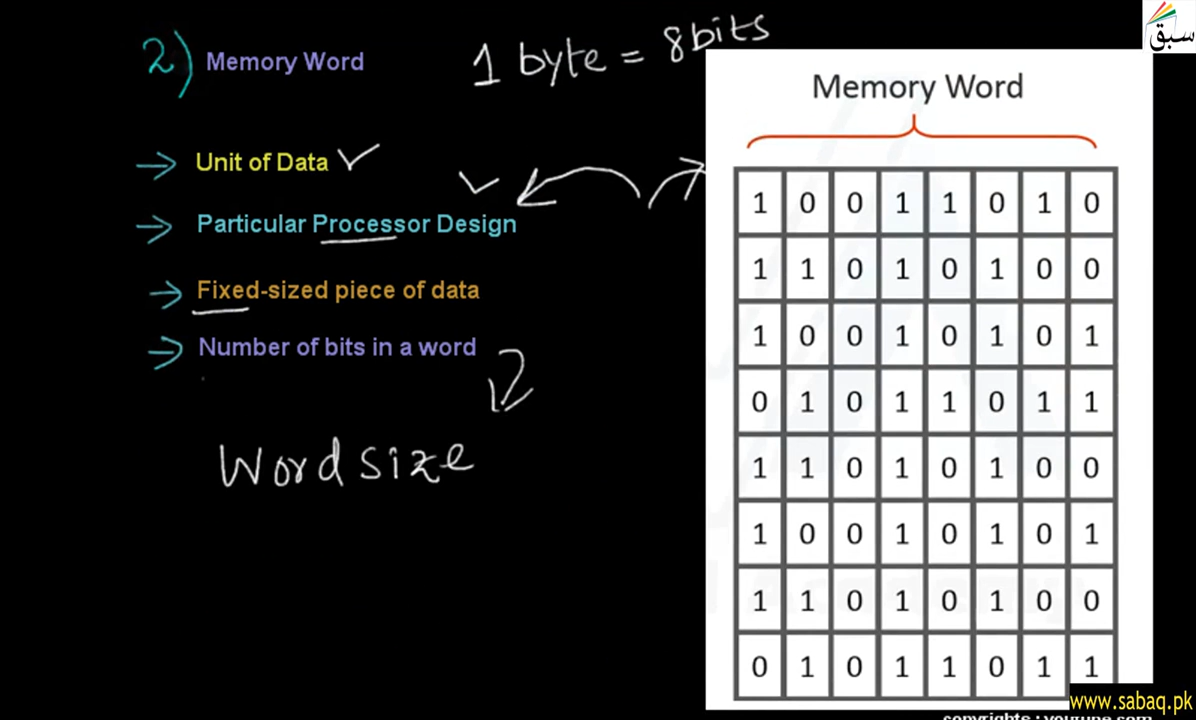 2) Memory Word
1 byte = 8bits
→ Unit of Data ✓
→ Particular Processor Design
→ Fixed-sized piece of data
→ Number of bits in a word
Word size
سبق
Memory Word
1 0 0 1 1 0 1 0
1 1 0 1 0 1 0 0
1 0 0 1 0 1 0 1
0 1 0 1 1 0 1 1
1 1 0 1 0 1 0 0
1 0 0 1 0 1 0 1
1 1 0 1 0 1 0 0
0 1 0 1 1 0 1 1
www.sabaq.pk
copyrights : youtube.com